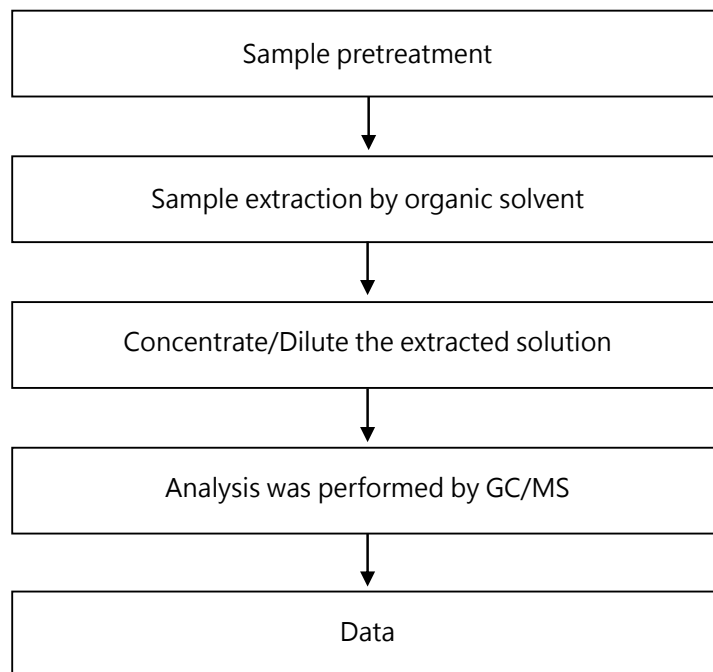 Sample pretreatment
Sample extraction by organic solvent
Concentrate/Dilute the extracted solution
Analysis was performed by GC/MS
Data